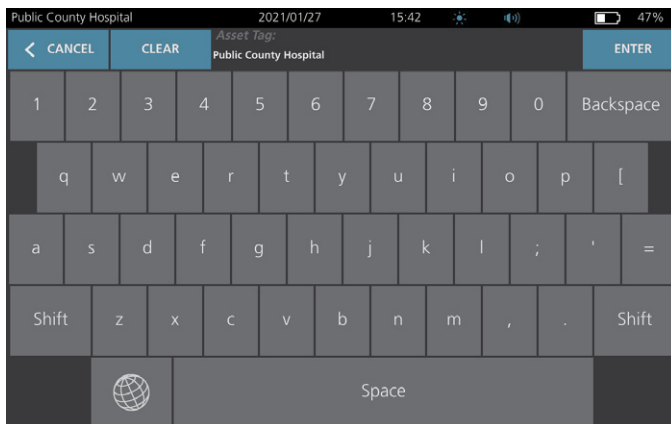 Public County Hospital 2021/01/27 15:42 47%
CANCEL CLEAR Asset Tag: ENTER
Public County Hospital
1 2 3 4 5 6 7 8 9 0 Backspace
q w e r t y u i o p [
a s d f g h j k l ; ' =
Shift z x c v b n m , . Shift
Space